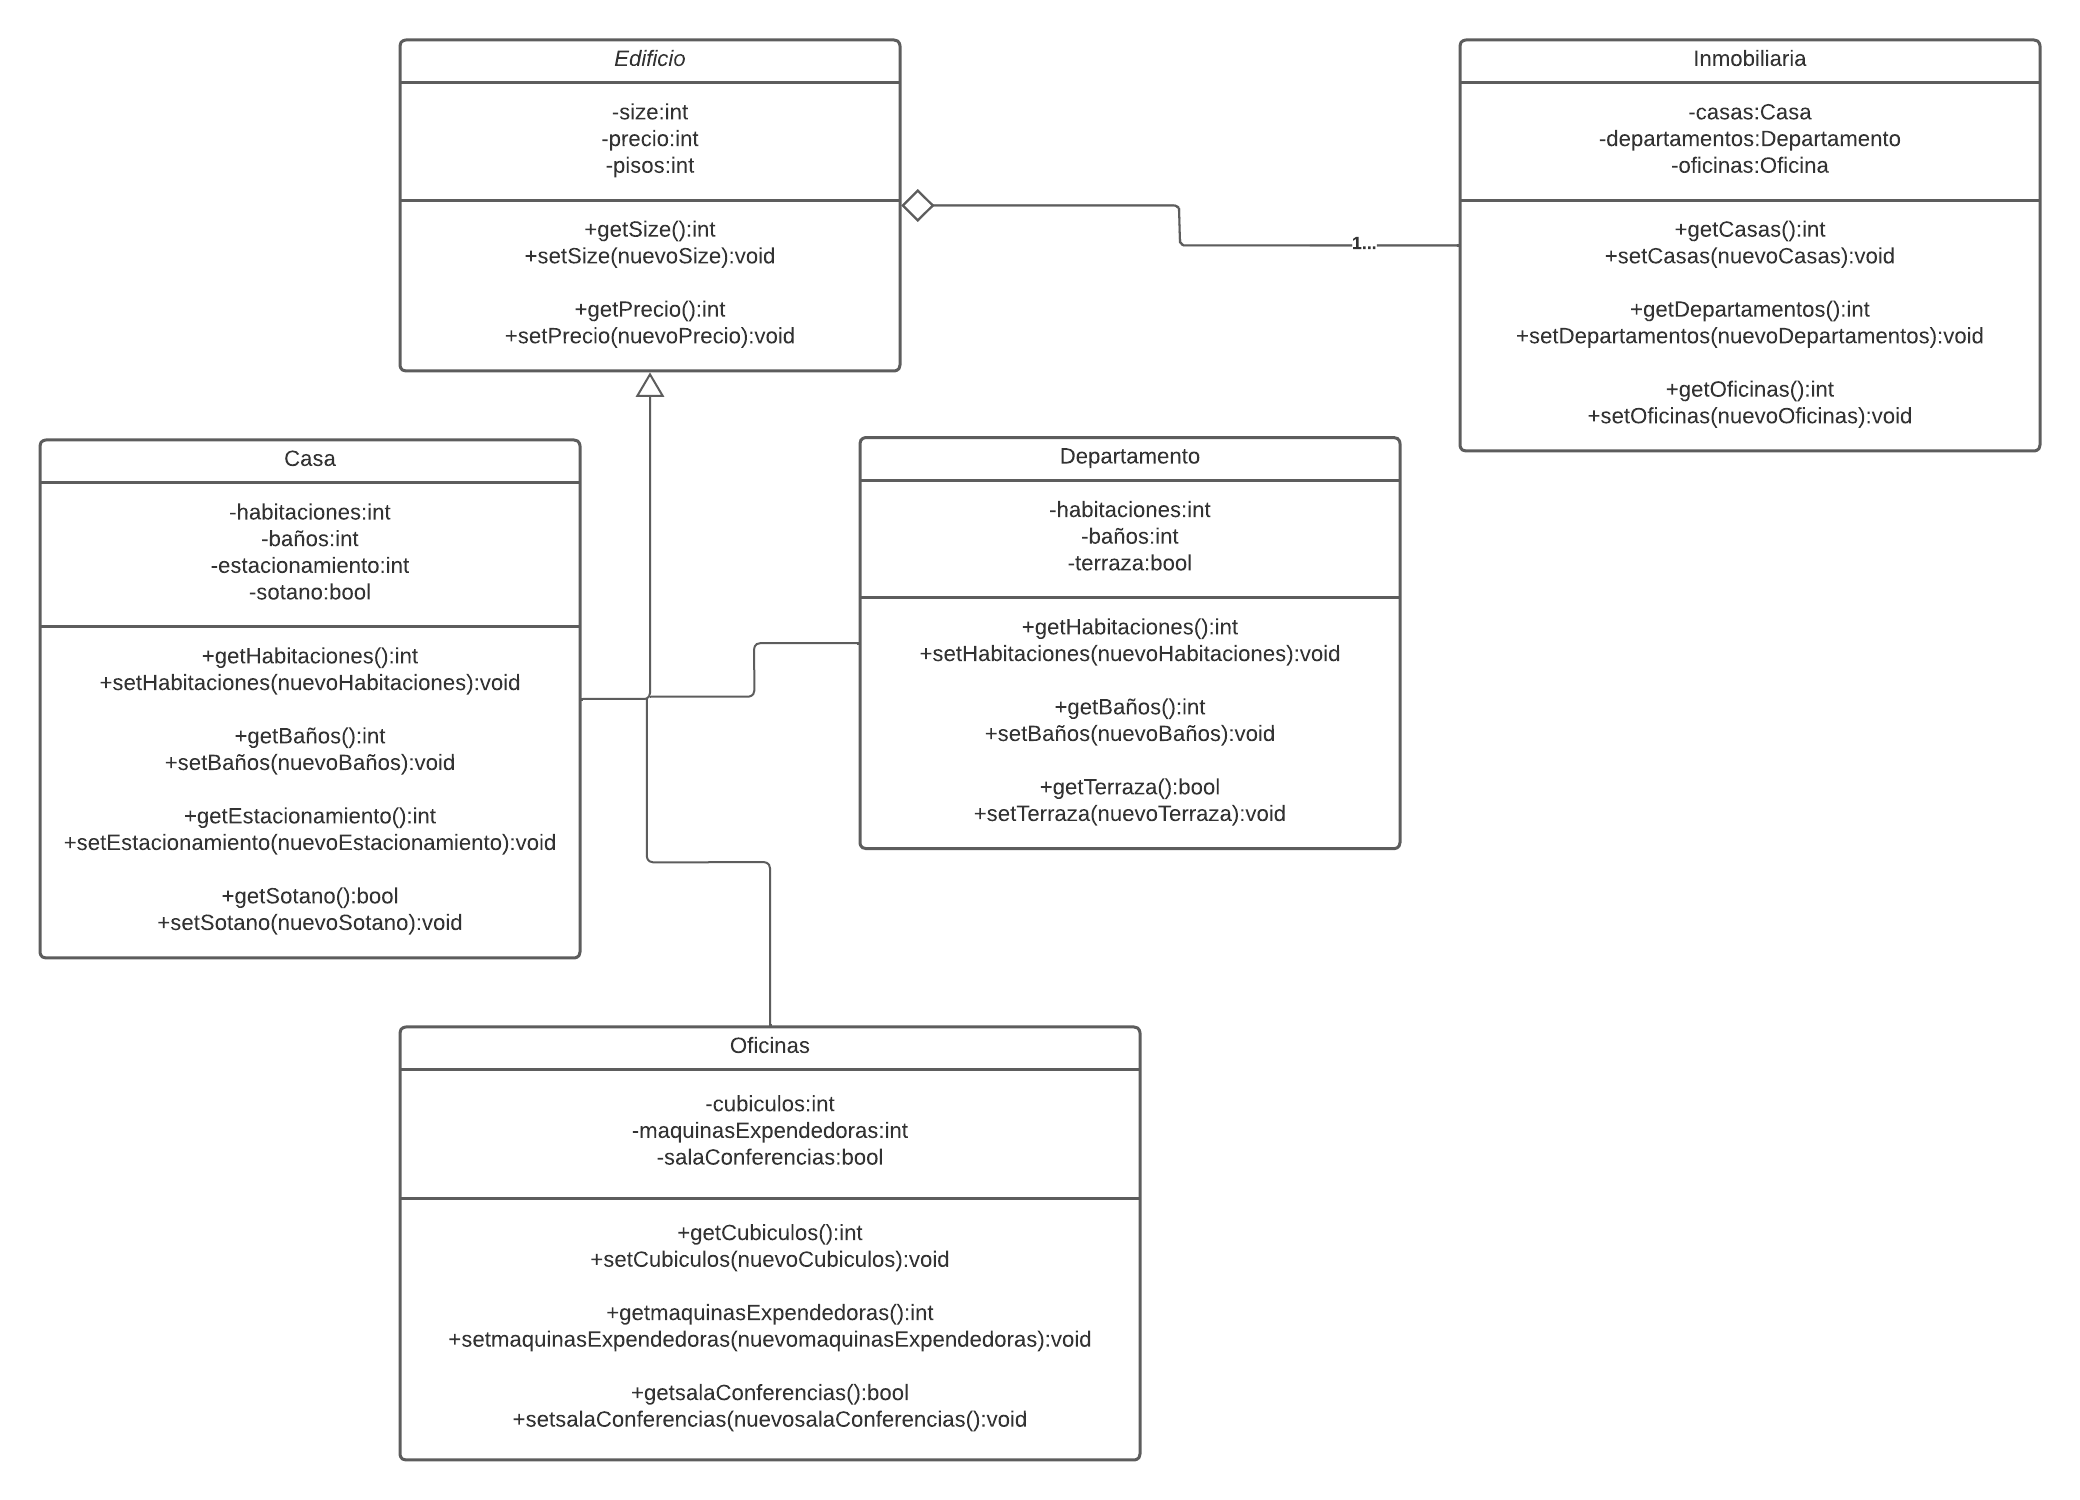 Edificio
-size:int
-precio:int
-pisos:int
+getSize():int
+setSize(nuevoSize):void
+getPrecio():int
+setPrecio(nuevoPrecio):void
Inmobiliaria
-casas:Casa
-departamentos:Departamento
-oficinas:Oficina
+getCasas():int
+setCasas(nuevoCasas):void
+getDepartamentos():int
+setDepartamentos(nuevoDepartamentos):void
+getOficinas():int
+setOficinas(nuevoOficinas):void
1...
Casa
-habitaciones:int
-baños:int
-estacionamiento:int
-sotano:bool
+getHabitaciones():int
+setHabitaciones(nuevoHabitaciones):void
+getBaños():int
+setBaños(nuevoBaños):void
+getEstacionamiento():int
+setEstacionamiento(nuevoEstacionamiento):void
+getSotano():bool
+setSotano(nuevoSotano):void
Departamento
-habitaciones:int
-baños:int
-terraza:bool
+getHabitaciones():int
+setHabitaciones(nuevoHabitaciones):void
+getBaños():int
+setBaños(nuevoBaños):void
+getTerraza():bool
+setTerraza(nuevoTerraza):void
Oficinas
-cubiculos:int
-maquinasExpendedoras:int
-salaConferencias:bool
+getCubiculos():int
+setCubiculos(nuevoCubiculos):void
+getmaquinasExpendedoras():int
+setmaquinasExpendedoras(nuevomaquinasExpendedoras):void
+getsalaConferencias():bool
+setsalaConferencias(nuevosalaConferencias():void